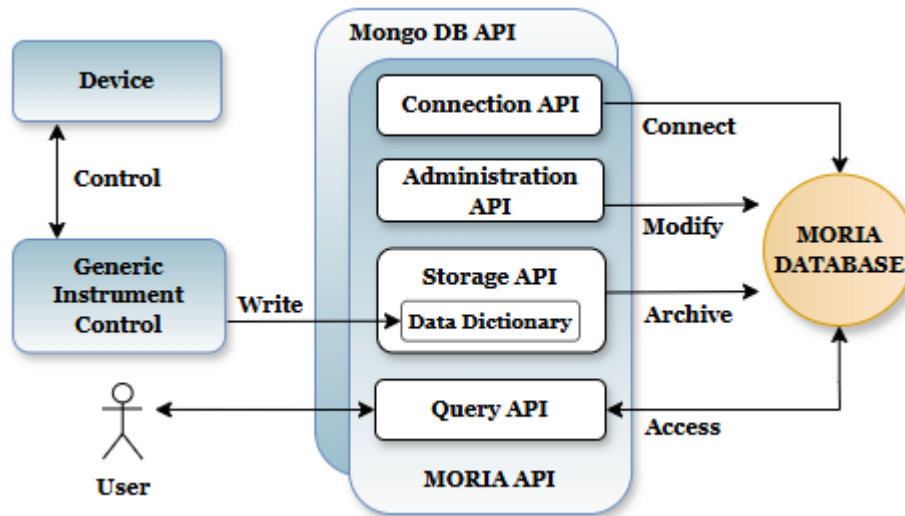 Mongo DB API
Device
Connection API
Connect
Control
Administration
API
Modify
MORIA
DATABASE
Generic
Instrument
Control
Write
Storage API
Data Dictionary
Archive
Query API
Access
User
MORIA API